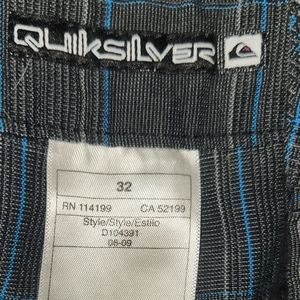 QUIKSILVER
32
RN 114199 CA 52199
Style/Style/Estilo
D104391
08-09